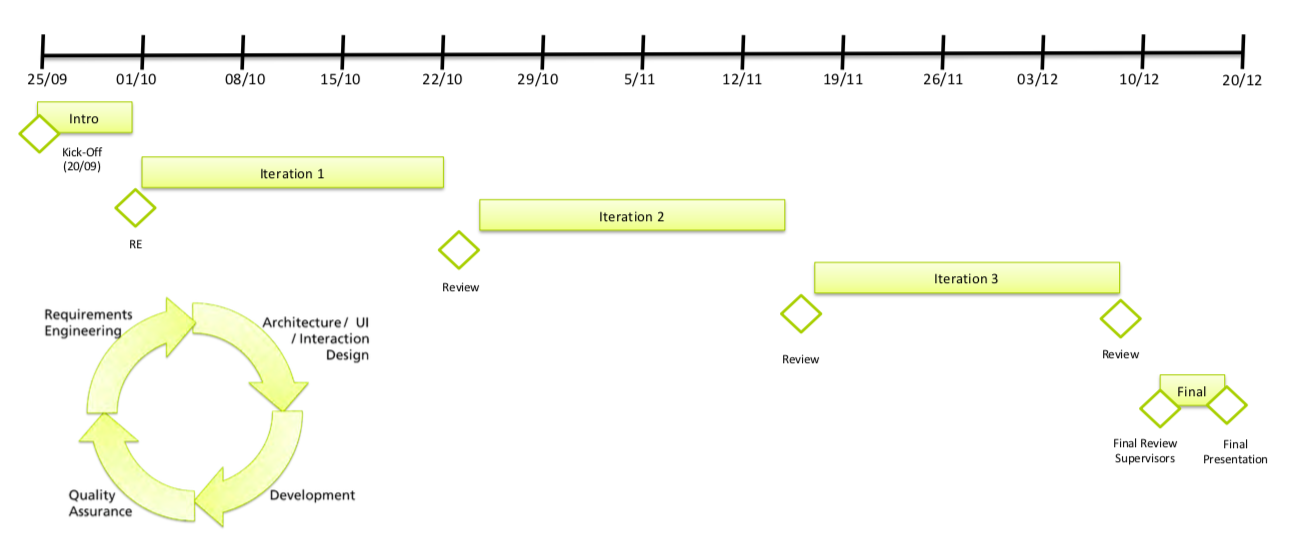 25/09 01/10 08/10 15/10 22/10 29/10 5/11 12/11 19/11 26/11 03/12 10/12 20/12
Intro
Kick-Off
(20/09)
Iteration 1
RE
Iteration 2
Review
Iteration 3
Review
Review
Final
Final Review
Supervisors
Final
Presentation
Requirements
Engineering
Architecture / UI
/ Interaction
Design
Development
Quality
Assurance